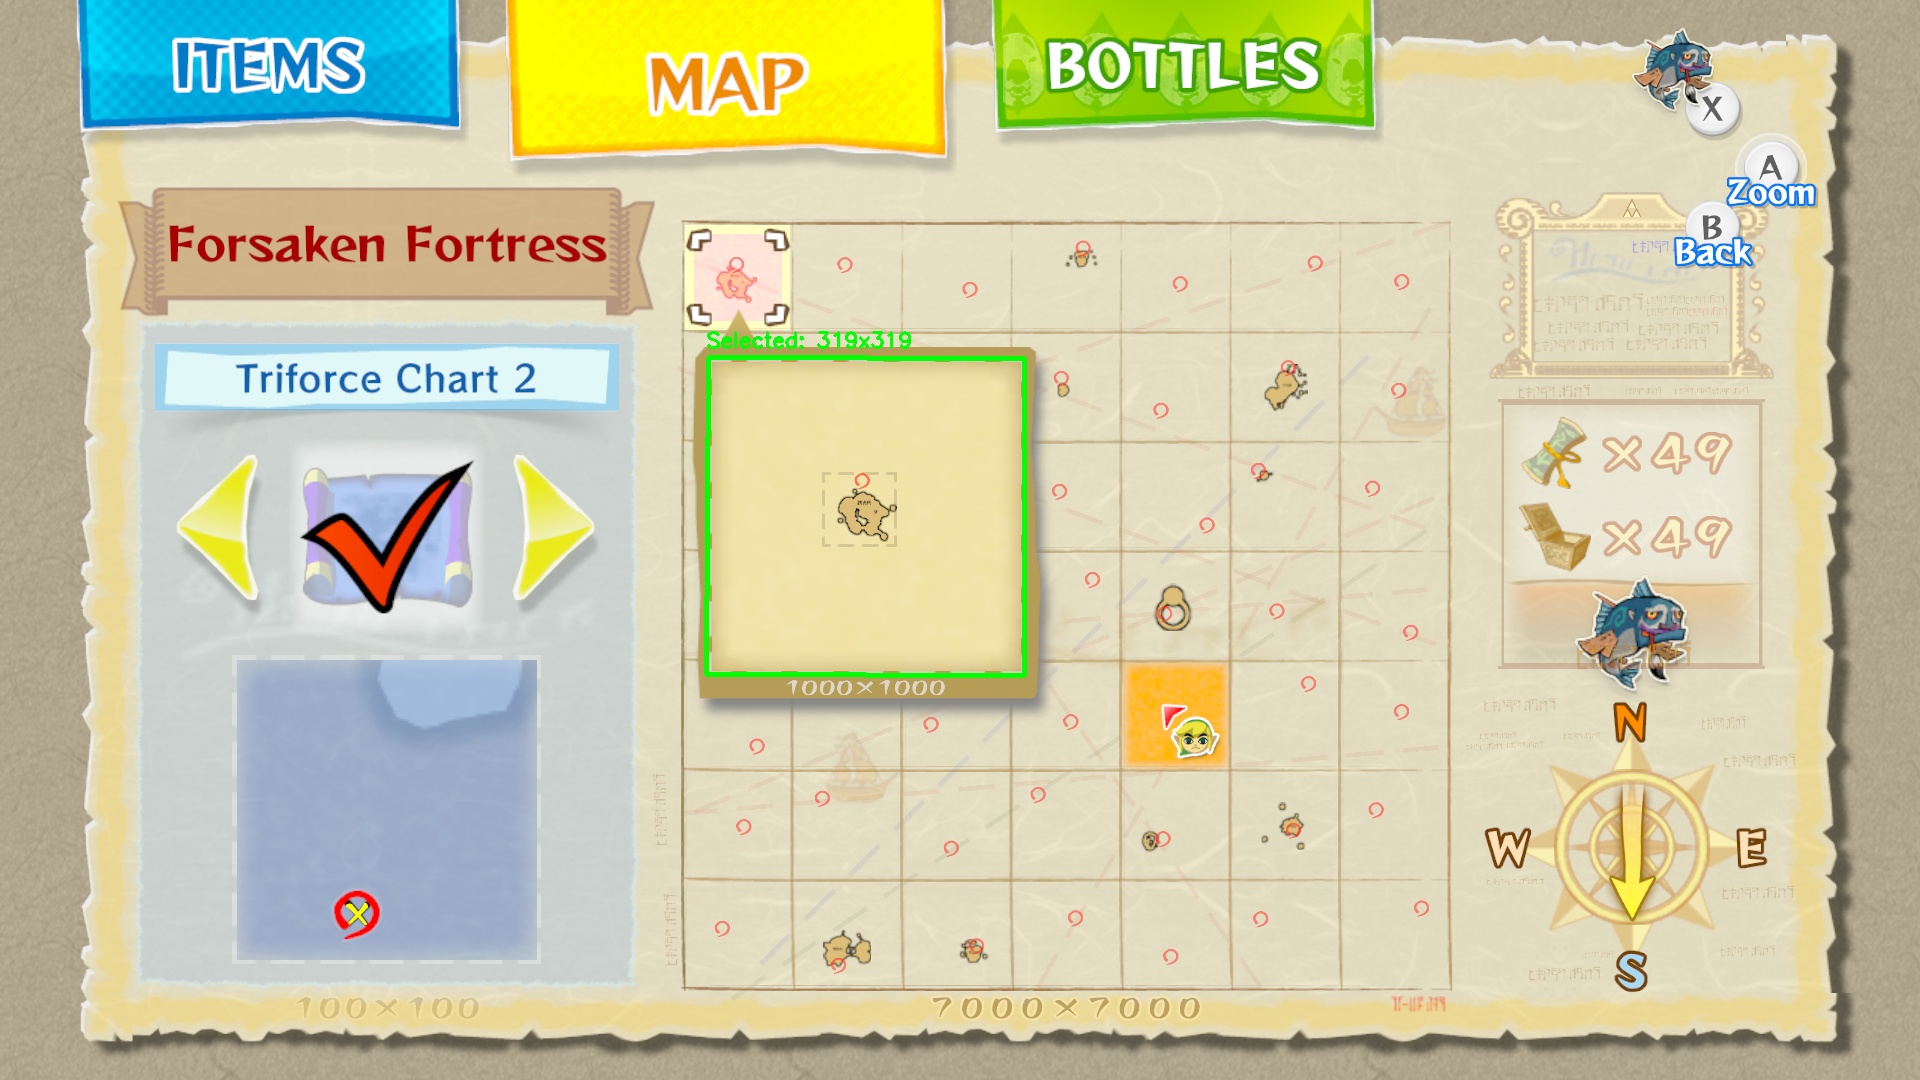 ITEMS
MAP
BOTTLES
X
A
Zoom
B
Back
Forsaken Fortress
Triforce Chart 2
Selected: 319x319
1000×1000
×49
×49
N
W
E
S
100×100
7000×7000